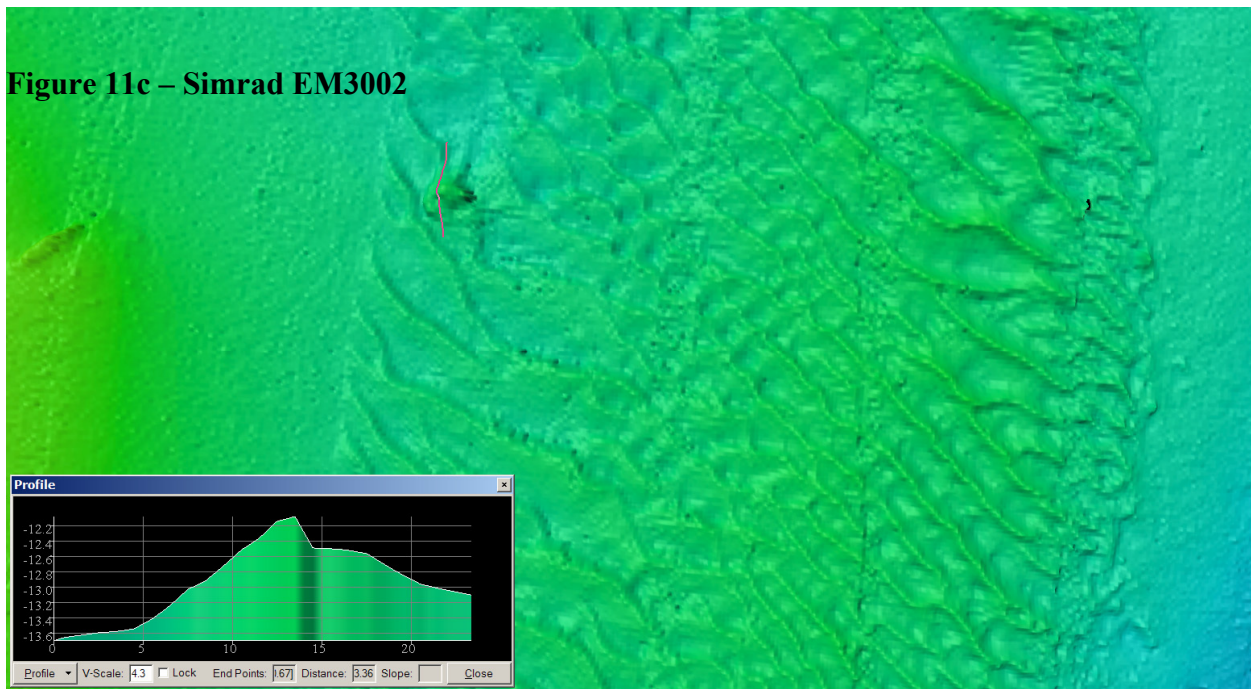 Figure 11c – Simrad EM3002
Profile
-12.2
-12.4
-12.6
-12.8
-13.0
-13.2
-13.4
-13.6
0 5 10 15 20
Profile V-Scale: 4.3 Lock End Points: .67] Distance: 3.36 Slope: Close